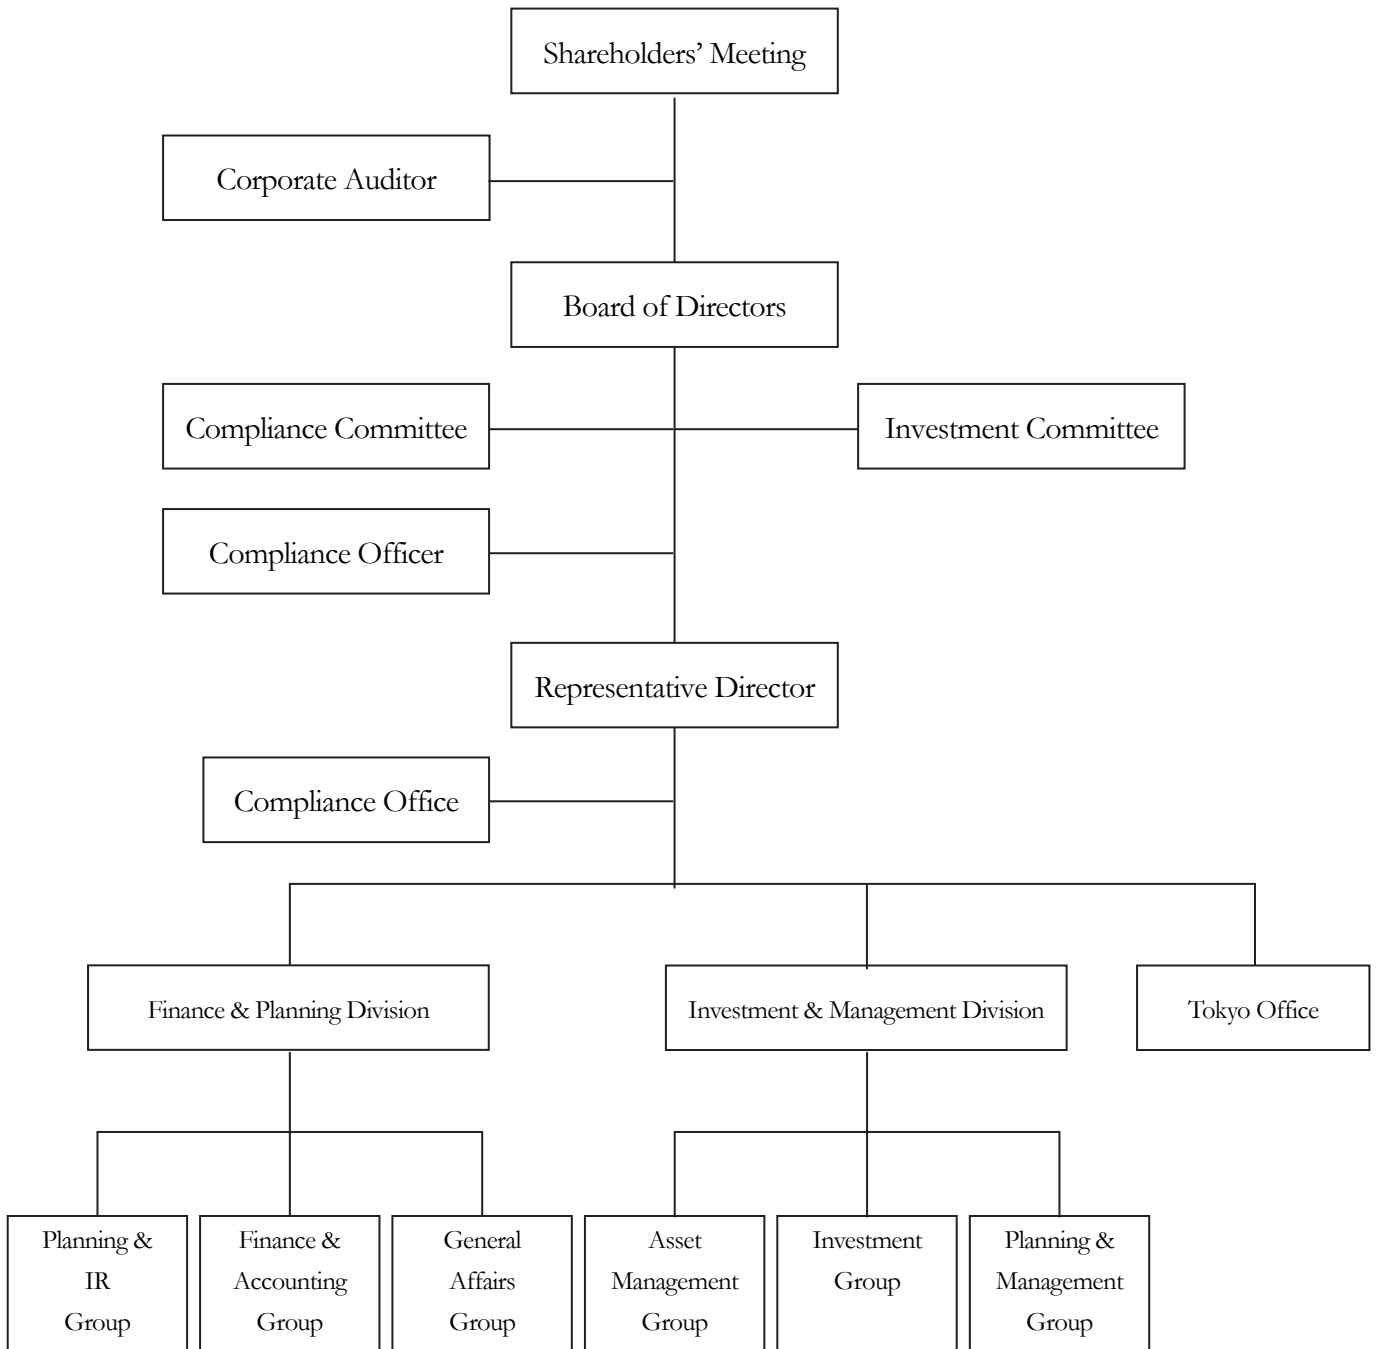 Shareholders’ Meeting
Corporate Auditor
Board of Directors
Compliance Committee
Investment Committee
Compliance Officer
Representative Director
Compliance Office
Finance & Planning Division
Investment & Management Division
Tokyo Office
Planning &
IR
Group
Finance &
Accounting
Group
General
Affairs
Group
Asset
Management
Group
Investment
Group
Planning &
Management
Group